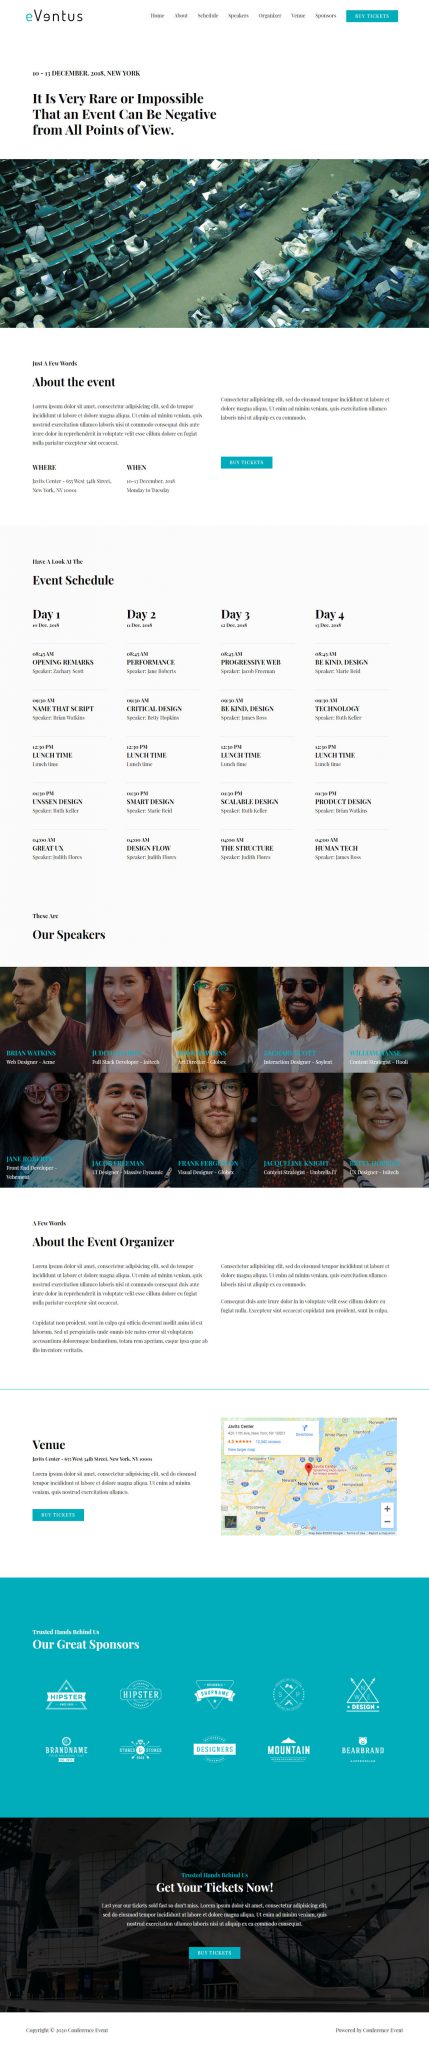 eVentus
Home About Schedule Speakers Organizer Venue Sponsors BUY TICKETS
10 - 13 DECEMBER, 2018, NEW YORK
It Is Very Rare or Impossible
That an Event Can Be Negative
from All Points of View.
Just A Few Words
About the event
Lorem ipsum dolor sit amet, consectetur adipisicing elit, sed do tempor
incididunt ut labore et dolore magna aliqua. Ut enim ad minim veniam, quis
nostrud exercitation ullamco laboris nisi ut commodo consequat duis aute
irure dolor in reprehenderit in voluptate velit esse cillum dolore eu fugiat
nulla pariatur excepteur sint occaecat.
Consectetur adipisicing elit, sed do eiusmod tempor incididunt ut labore et
dolore magna aliqua. Ut enim ad minim veniam, quis exercitation ullamco
laboris nisi ut aliquip ex ea commodo.
WHERE
Javits Center - 655 West 34th Street,
New York, NY 10001
WHEN
10-13 December, 2018
Monday to Tuesday
BUY TICKETS
Have A Look At The
Event Schedule
Day 1
10 Dec, 2018
08:45 AM
OPENING REMARKS
Speaker: Zachary Scott
09:30 AM
NAME THAT SCRIPT
Speaker: Brian Watkins
12:30 PM
LUNCH TIME
Lunch time
01:30 PM
UNSSEN DESIGN
Speaker: Ruth Keller
04:00 AM
GREAT UX
Speaker: Judith Flores
Day 2
11 Dec, 2018
08:45 AM
PERFORMANCE
Speaker: Jane Roberts
09:30 AM
CRITICAL DESIGN
Speaker: Betty Hopkins
12:30 PM
LUNCH TIME
Lunch time
01:30 PM
SMART DESIGN
Speaker: Marie Reid
04:00 AM
DESIGN FLOW
Speaker: Judith Flores
Day 3
12 Dec, 2018
08:45 AM
PROGRESSIVE WEB
Speaker: Jacob Freeman
09:30 AM
BE KIND, DESIGN
Speaker: James Ross
12:30 PM
LUNCH TIME
Lunch time
01:30 PM
SCALABLE DESIGN
Speaker: Ruth Keller
04:00 AM
THE STRUCTURE
Speaker: Judith Flores
Day 4
13 Dec, 2018
08:45 AM
BE KIND, DESIGN
Speaker: Marie Reid
09:30 AM
TECHNOLOGY
Speaker: Ruth Keller
12:30 PM
LUNCH TIME
Lunch time
01:30 PM
PRODUCT DESIGN
Speaker: Brian Watkins
04:00 AM
HUMAN TECH
Speaker: James Ross
These Are
Our Speakers
BRIAN WATKINS
Web Designer - Acme
Full Stack Developer - Initech
Art Director - Globex
ZACHARY SCOTT
Interaction Designer - Soylent
WILLIAM
Content Strategist - Hooli
JANE ROBERTS
Front End Developer -
Vehement
JACOB FREEMAN
UI Designer - Massive Dynamic
FRANK FERGUSON
Visual Designer - Globex
JACQUELINE KNIGHT
Content Strategist - Umbrella IT
UX Designer - Initech
A Few Words
About the Event Organizer
Lorem ipsum dolor sit amet, consectetur adipisicing elit, sed do tempor
incididunt ut labore et dolore magna aliqua. Ut enim ad minim veniam, quis
nostrud exercitation ullamco laboris nisi ut commodo consequat duis aute
irure dolor in reprehenderit in voluptate velit esse cillum dolore eu fugiat
nulla pariatur excepteur sint occaecat.
Cupidatat non proident, sunt in culpa qui officia deserunt mollit anim id est
laborum. Sed ut perspiciatis unde omnis iste natus error sit voluptatem
accusantium doloremque laudantium, totam rem aperiam, eaque ipsa quae ab
illo inventore veritatis.
Consectetur adipisicing elit, sed do eiusmod tempor incididunt ut labore et
dolore magna aliqua. Ut enim ad minim veniam, quis exercitation ullamco
laboris nisi ut aliquip ex ea commodo.
Consequat duis aute irure dolor in voluptate velit esse cillum dolore eu
fugiat nulla. Excepteur sint occaecat cupidatat non proident, sunt in culpa.
Venue
Javits Center - 655 West 34th Street, New York, NY 10001
Lorem ipsum dolor sit amet, consectetur adipisicing elit, sed do eiusmod
tempor incididunt ut labore et dolore magna aliqua. Ut enim ad minim
veniam, quis nostrud exercitation ullamco.
BUY TICKETS
Javits Center
429 11th Ave, New York, NY 10001
Directions
View larger map
New York
Google
Trusted Hands Behind Us
Our Great Sponsors
HIPSTER
HIPSTER
SHOPNAME
DESIGN
BRANDNAME
STONES STONES
DESIGNERS
MOUNTAIN
BEARBRAND
Trusted Hands Behind Us
Get Your Tickets Now!
Last year our tickets sold fast so don't miss. Lorem ipsum dolor sit amet, consectetur adipisicing elit,
sed do eiusmod tempor incididunt ut labore et dolore magna aliqua. Ut enim ad minim veniam, quis
nostrud exercitation ullamco laboris nisi ut aliquip ex ea commodo consequat.
BUY TICKETS
Copyright © 2020 Conference Event
Powered by Conference Event